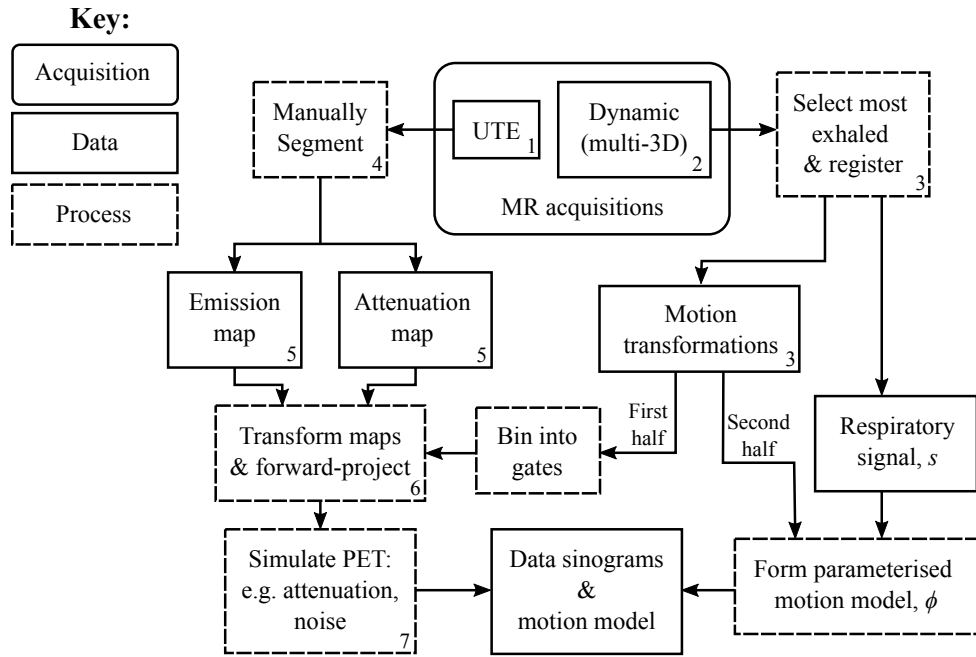 Key:
Acquisition
Data
Process
Manually
Segment
4
UTE
1
Dynamic
(multi-3D)
2
MR acquisitions
Select most
exhaled
& register
3
Emission
map
5
Attenuation
map
5
Motion
transformations
3
First
half
Second
half
Transform maps
& forward-project
6
Bin into
gates
Respiratory
signal, s
Simulate PET:
e.g. attenuation,
noise
7
Data sinograms
&
motion model
Form parameterised
motion model, ϕ